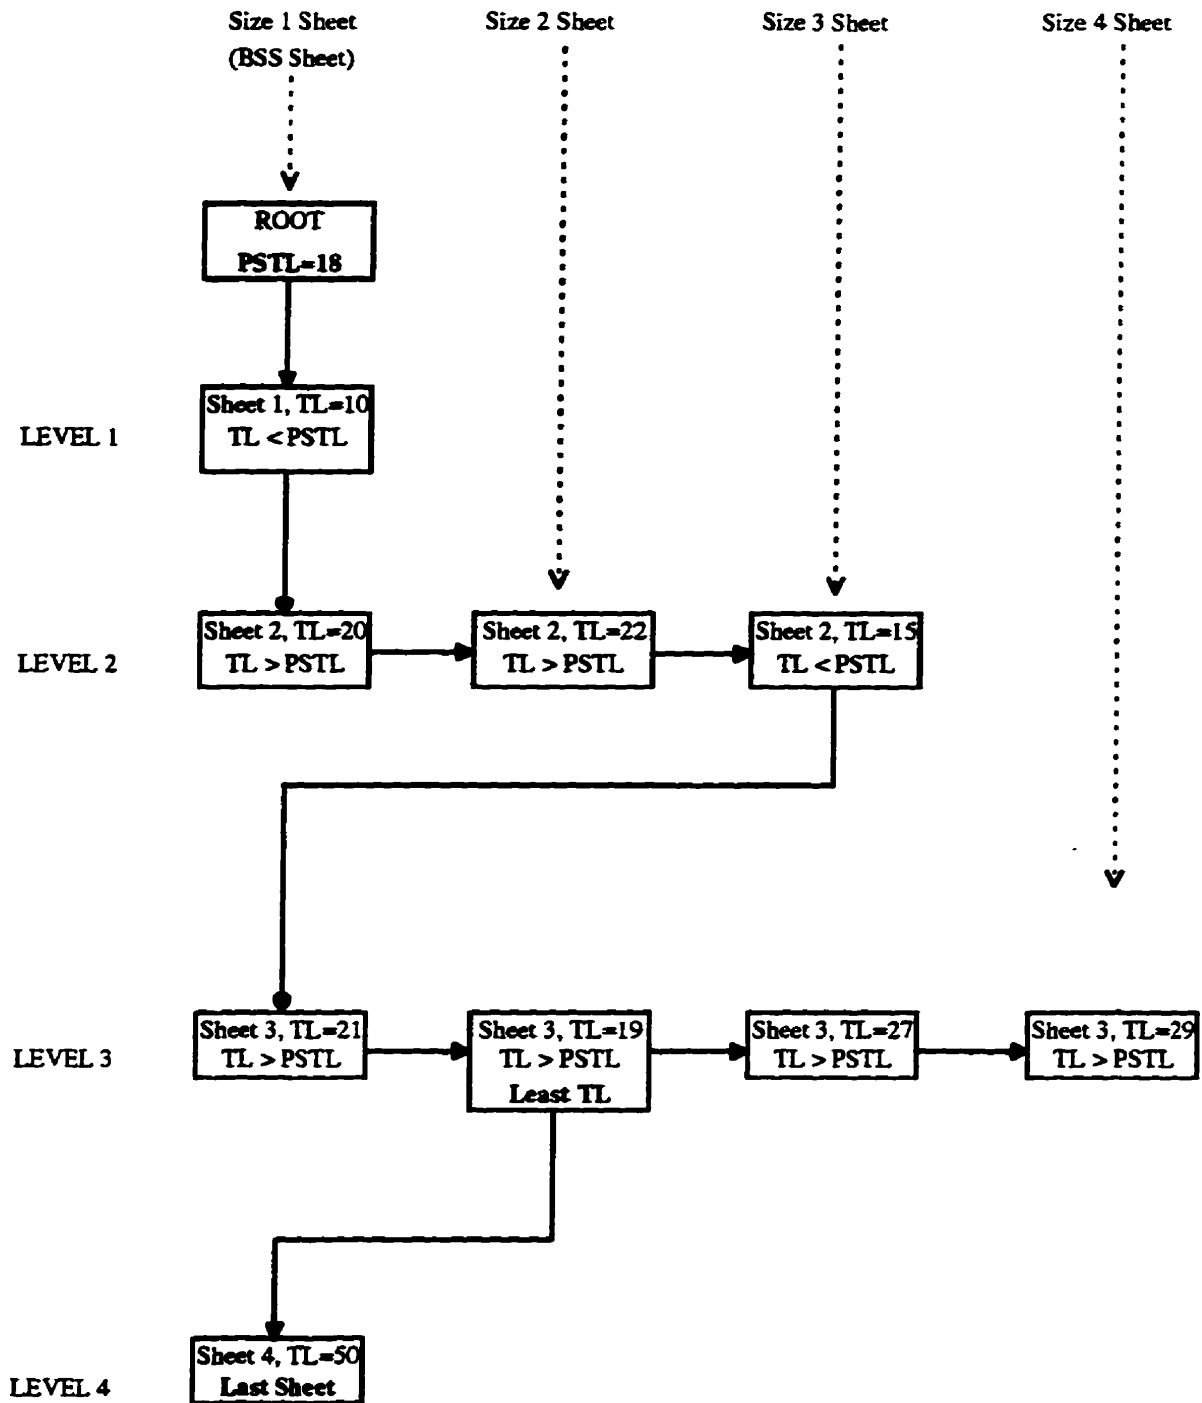 Size 1 Sheet
(BSS Sheet)
Size 2 Sheet
Size 3 Sheet
Size 4 Sheet
ROOT
PSTL=18
LEVEL 1
Sheet 1, TL=10
TL < PSTL
LEVEL 2
Sheet 2, TL=20
TL > PSTL
Sheet 2, TL=22
TL > PSTL
Sheet 2, TL=15
TL < PSTL
LEVEL 3
Sheet 3, TL=21
TL > PSTL
Sheet 3, TL=19
TL > PSTL
Least TL
Sheet 3, TL=27
TL > PSTL
Sheet 3, TL=29
TL > PSTL
LEVEL 4
Sheet 4, TL=50
Last Sheet